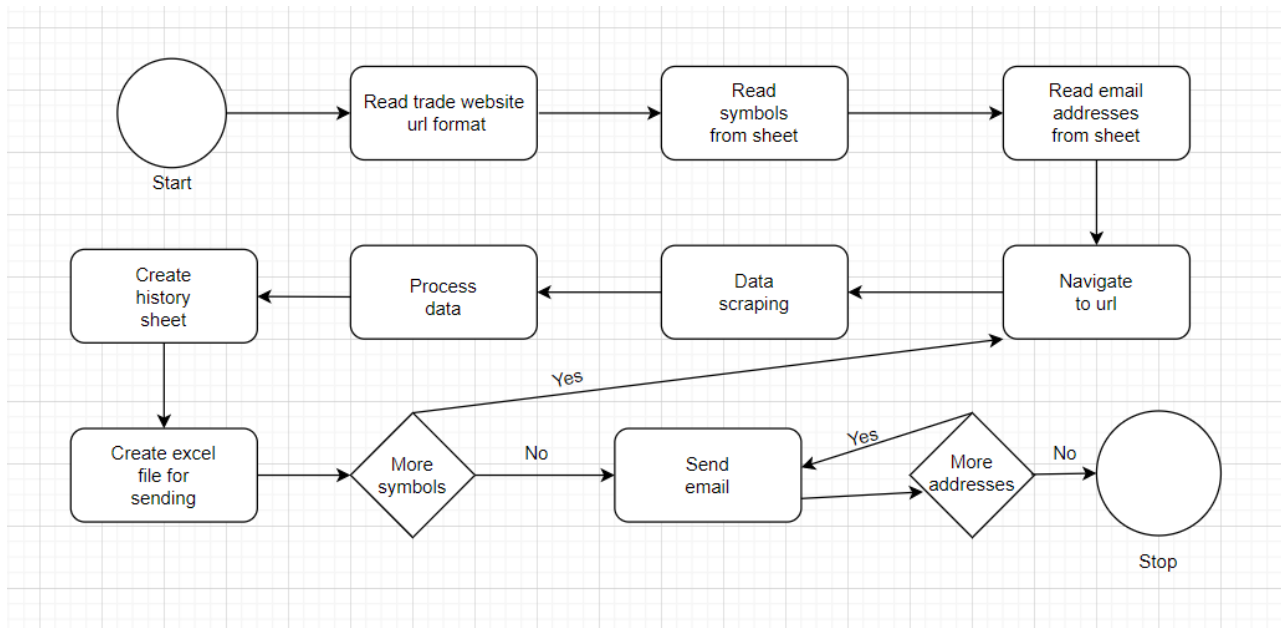 Read trade website
url format
Read
symbols
from sheet
Read email
addresses
from sheet
Start
Create
history
sheet
Process
data
Data
scraping
Navigate
to url
Yes
Create excel
file for
sending
More
symbols
No
Send
email
Yes
More
addresses
No
Stop